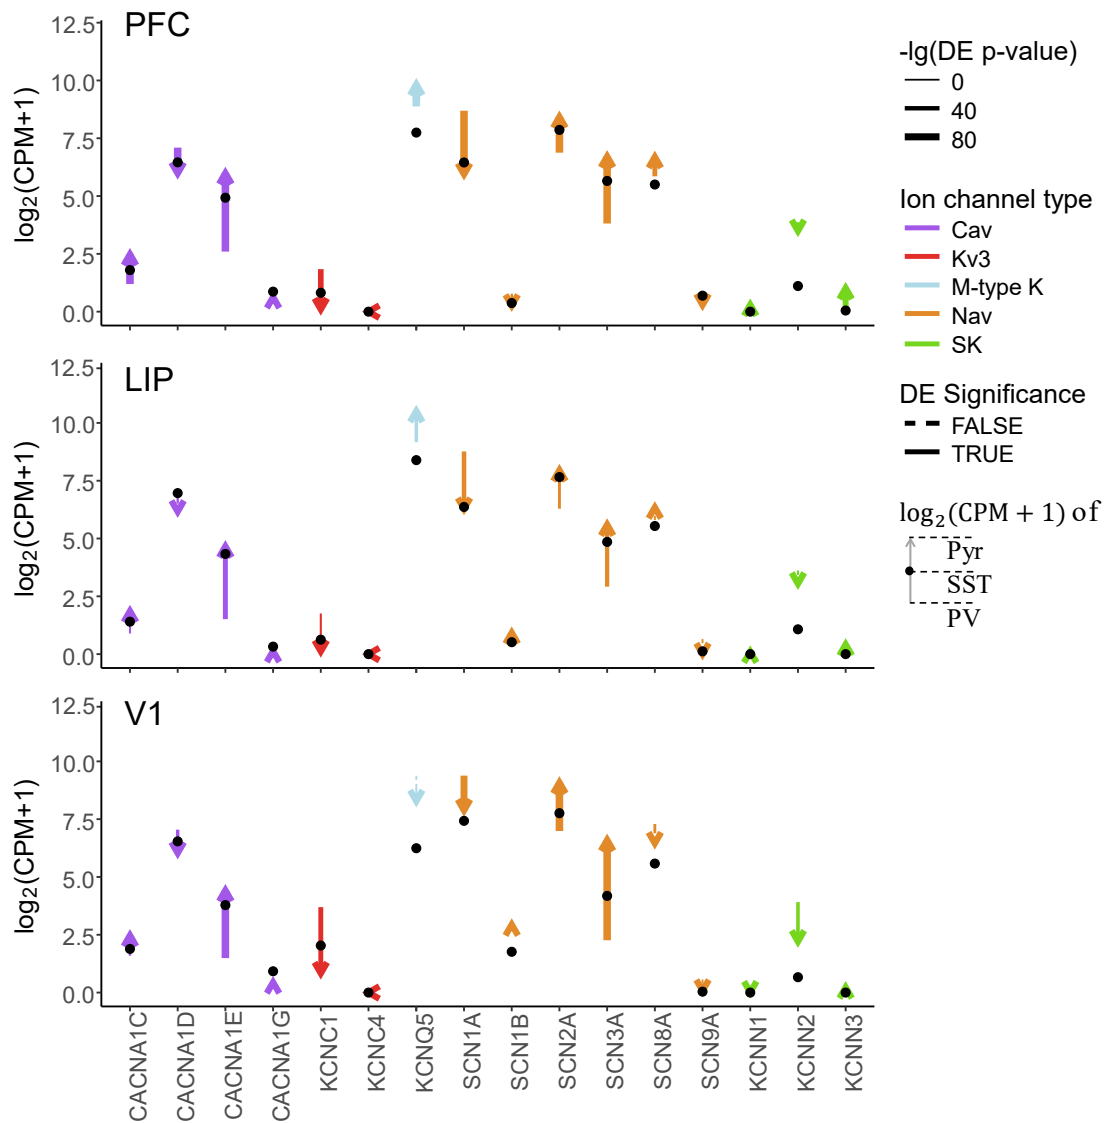 PFC
12.5
10.0
7.5
5.0
2.5
0.0
log₂(CPM+1)
LIP
12.5
10.0
7.5
5.0
2.5
0.0
log₂(CPM+1)
V1
12.5
10.0
7.5
5.0
2.5
0.0
log₂(CPM+1)
CACNA1C
CACNA1D
CACNA1E
CACNA1G
KCNC1
KCNC4
KCNQ5
SCN1A
SCN1B
SCN2A
SCN3A
SCN8A
SCN9A
KCNN1
KCNN2
KCNN3
-lg(DE p-value)
0
40
80
Ion channel type
Cav
Kv3
M-type K
Nav
SK
DE Significance
FALSE
TRUE
log₂(CPM + 1) of
Pyr
SST
PV